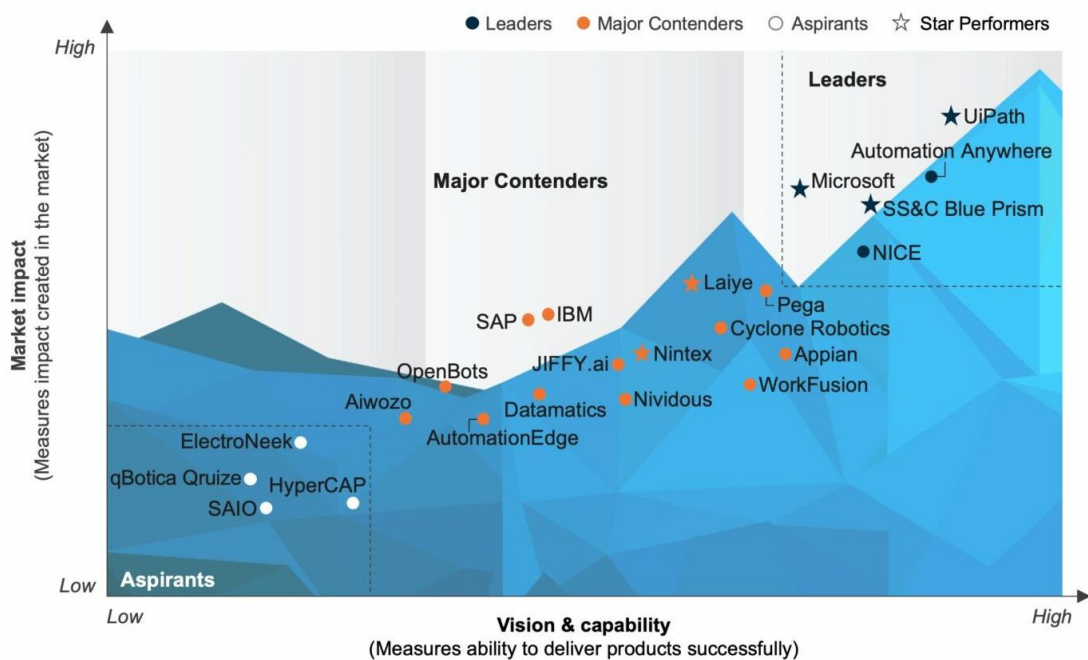 Leaders Major Contenders Aspirants Star Performers
High
Leaders
UiPath
Automation Anywhere
Major Contenders
Microsoft
SS&C Blue Prism
NICE
Laiye
Pega
SAP
IBM
Cyclone Robotics
JIFFY.ai
Nintex
Appian
OpenBots
WorkFusion
Aiwozo
Datamatics
Nividous
AutomationEdge
ElectroNeek
qBotica Qruize
HyperCAP
SAIO
Aspirants
Market impact
(Measures impact created in the market)
Low
Low
High
Vision & capability
(Measures ability to deliver products successfully)